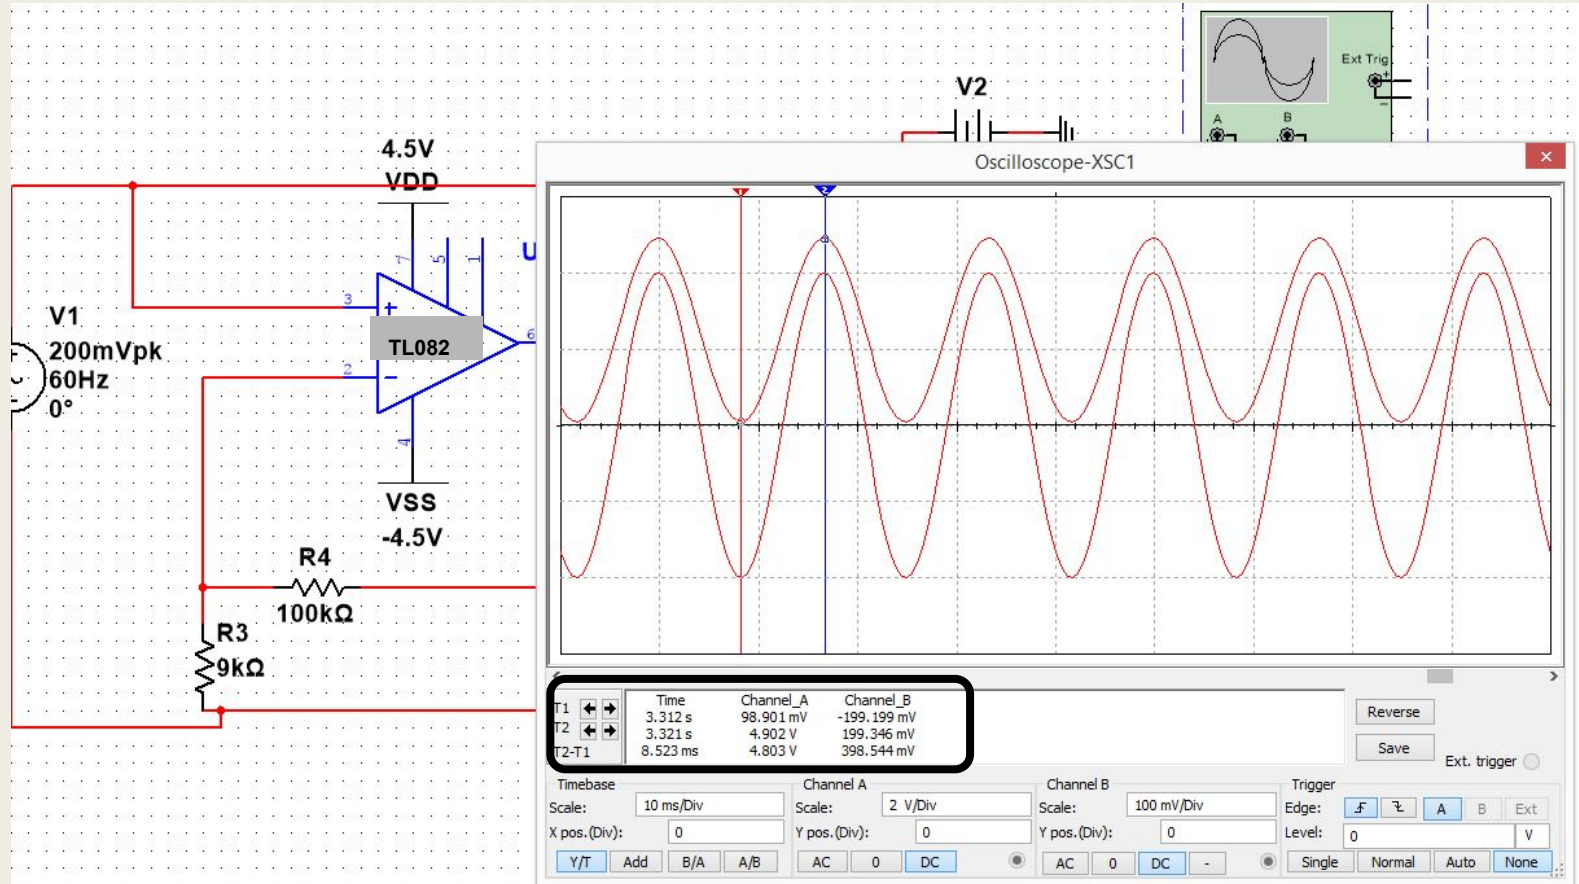 V2
Ext Trig
+
−
A B
4.5V
VDD
Oscilloscope-XSC1
1 2
7 5 1
U
3
+
TL082
6
2
−
4
V1
200mVpk
60Hz
0°
VSS
-4.5V
R4
100kΩ
R3
9kΩ
Time Channel_A Channel_B
T1 3.312 s 98.901 mV -199.199 mV
T2 3.321 s 4.902 V 199.346 mV
T2-T1 8.523 ms 4.803 V 398.544 mV
Reverse
Save
Ext. trigger
Timebase Channel A Channel B Trigger
Scale: 10 ms/Div Scale: 2 V/Div Scale: 100 mV/Div Edge: A B Ext
X pos.(Div): 0 Y pos.(Div): 0 Y pos.(Div): 0 Level: 0 V
Y/T Add B/A A/B AC 0 DC AC 0 DC - Single Normal Auto None